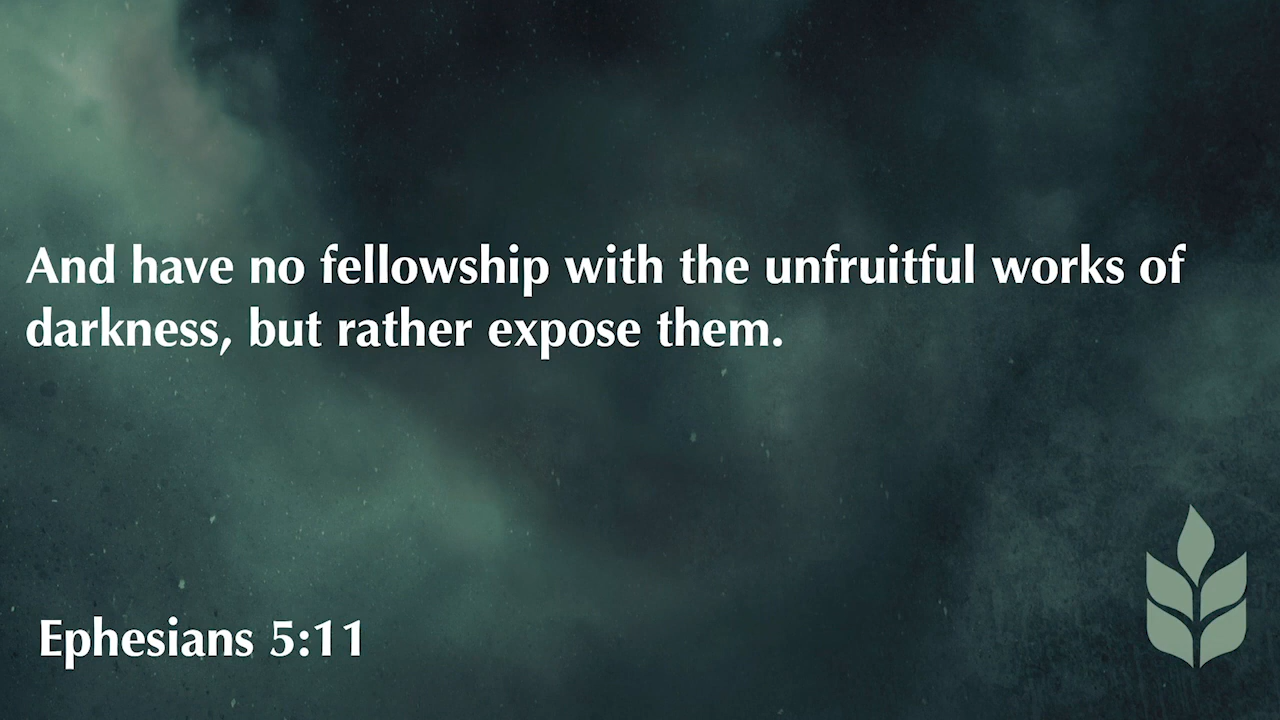 And have no fellowship with the unfruitful works of
darkness, but rather expose them.
Ephesians 5:11